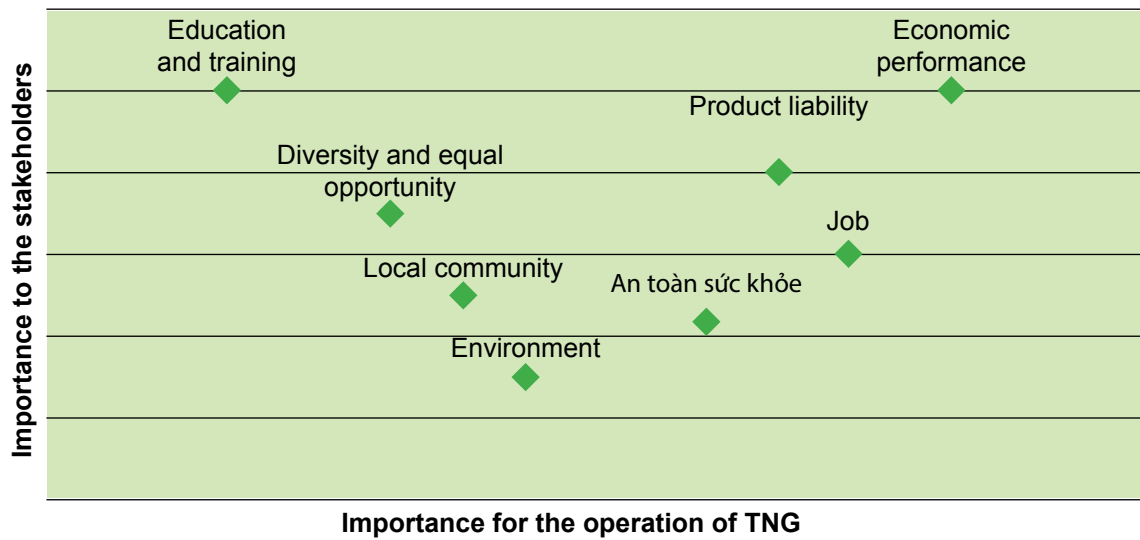 Education
and training
Economic
performance
Product liability
Diversity and equal
opportunity
Job
Local community
An toàn sức khỏe
Environment
Importance to the stakeholders
Importance for the operation of TNG